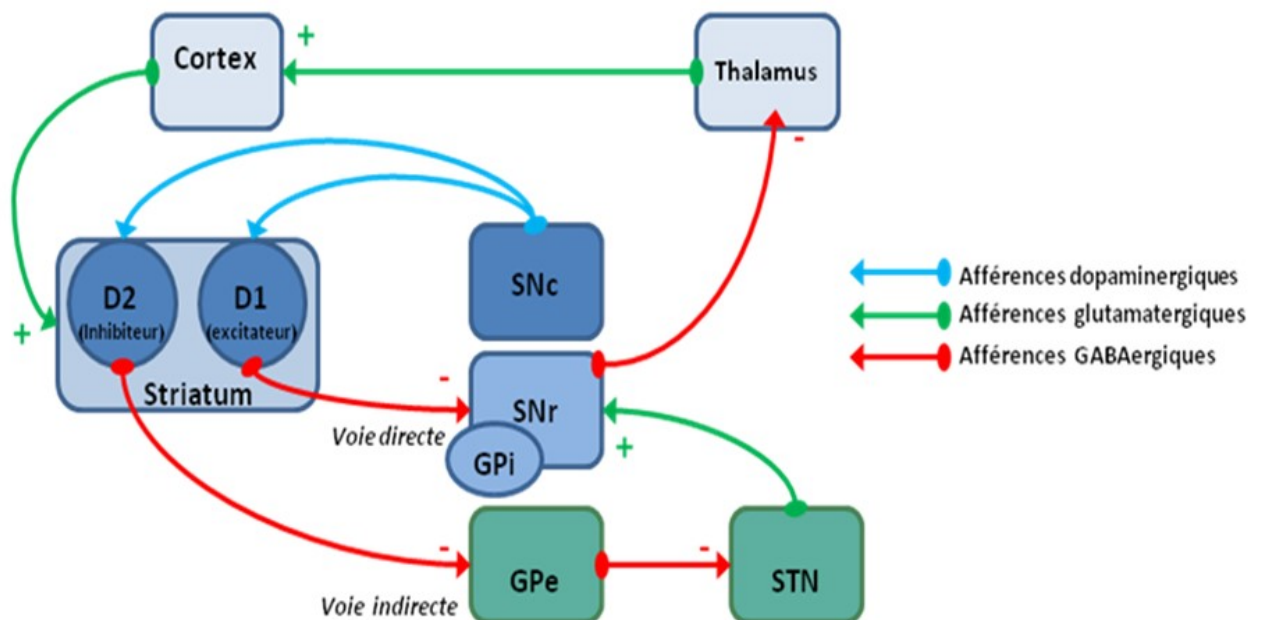 Cortex
+
Thalamus
-
SNc
D2
(Inhibiteur)
D1
(excitateur)
+
Striatum
Afférences dopaminergiques
Afférences glutamatergiques
Afférences GABAergiques
-
SNr
Voie directe
GPi
+
-
GPe
-
STN
Voie indirecte